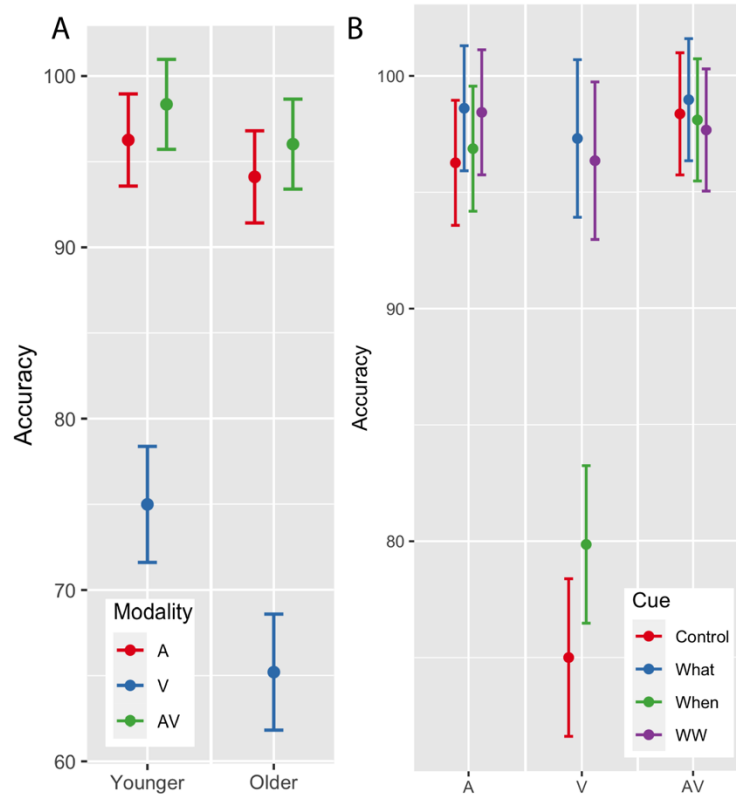 A
Accuracy
100
90
80
70
60
Modality
A
V
AV
Younger
Older
B
Accuracy
100
90
80
Cue
Control
What
When
WW
A
V
AV